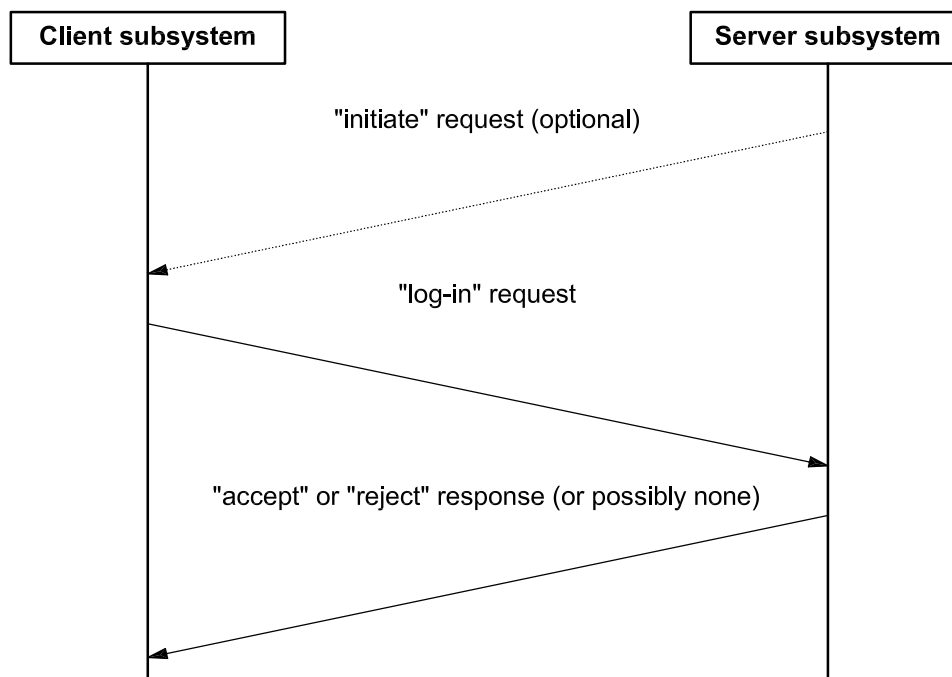 Client subsystem
Server subsystem
"initiate" request (optional)
"log-in" request
"accept" or "reject" response (or possibly none)